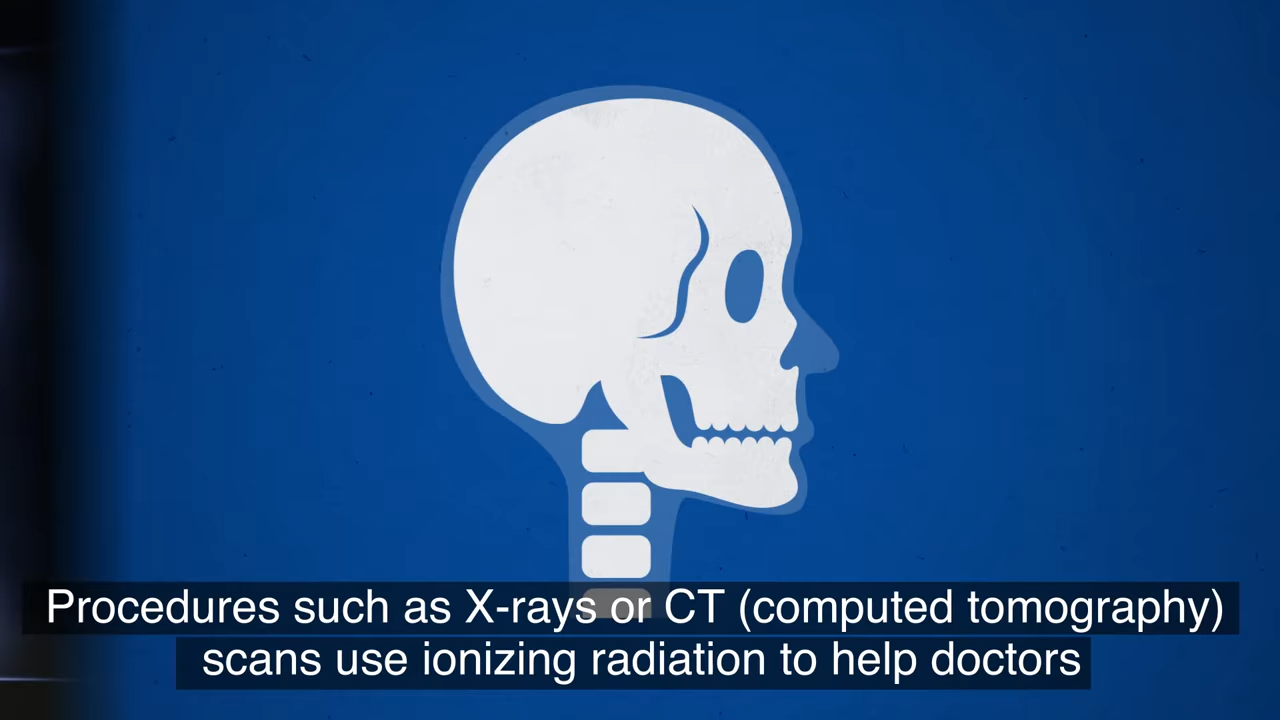 Procedures such as X-rays or CT (computed tomography)
scans use ionizing radiation to help doctors